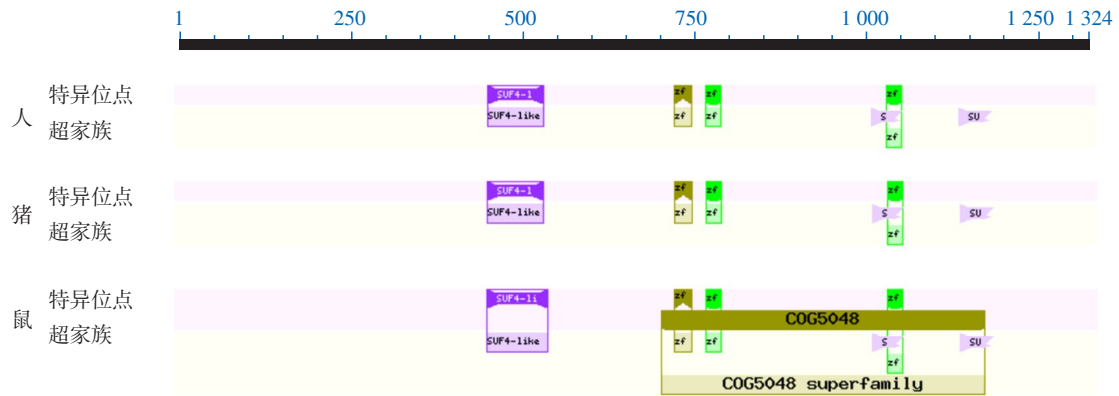 1 250 500 750 1 000 1 250 1 324
人 特异位点 SUF4-l zf zf zf
超家族 SUF4-like zf zf S SU
zf
猪 特异位点 SUF4-l zf zf zf
超家族 SUF4-like zf zf S SU
zf
鼠 特异位点 SUF4-li zf zf zf
COG5048
超家族 SUF4-like zf zf S SU
zf
COG5048 superfamily